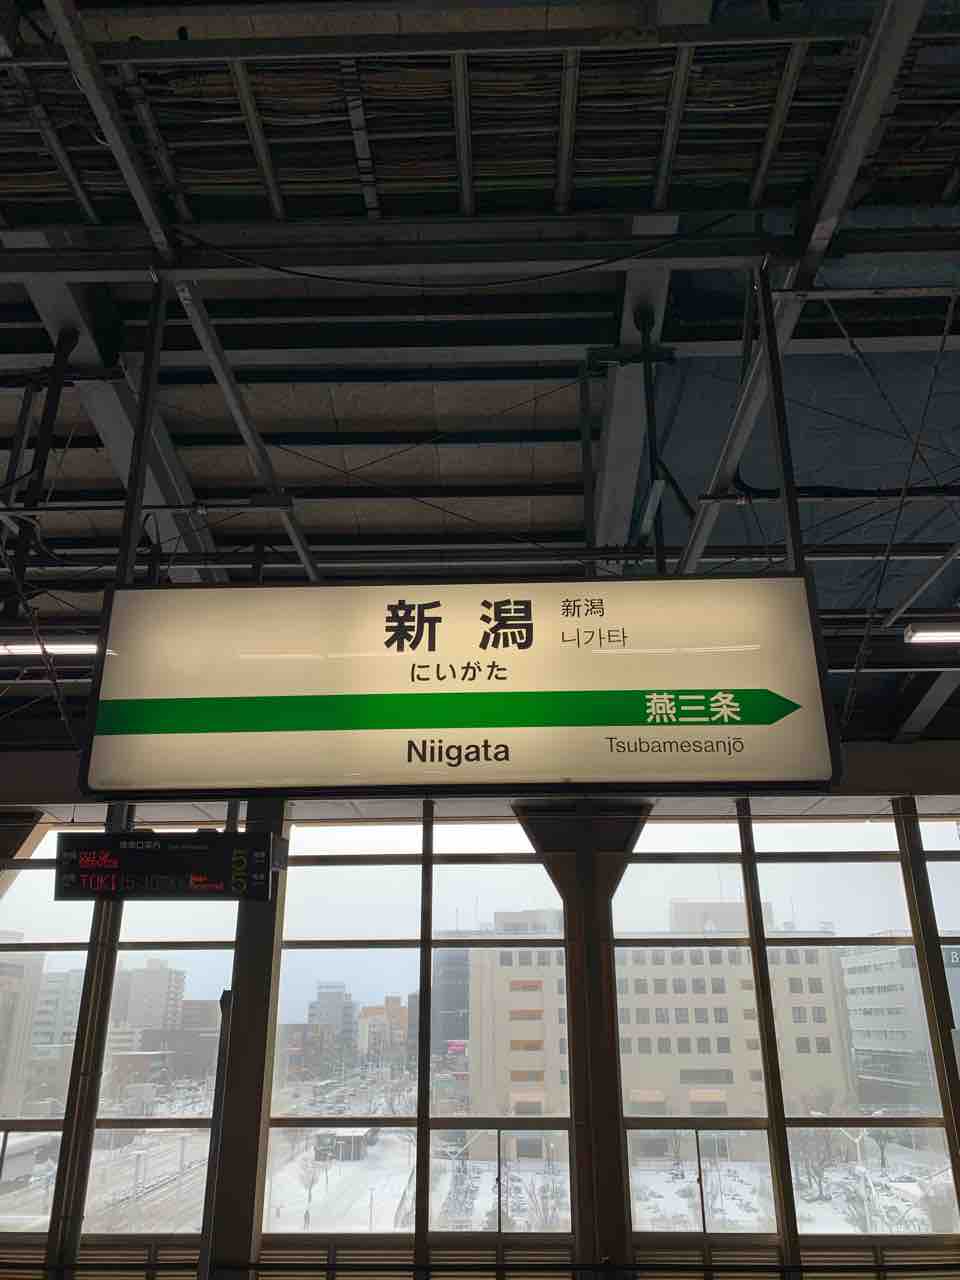 新潟
新潟
니가타
にいがた
燕三条
Niigata
Tsubamesanjō
TOKI